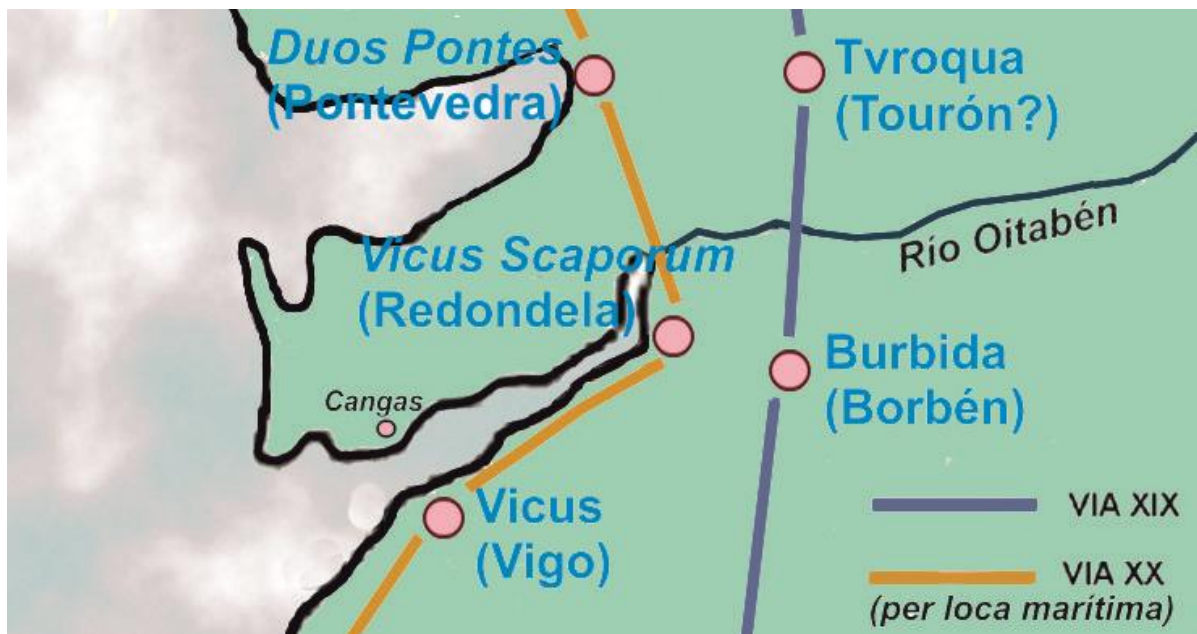 Duos Pontes
(Pontevedra)
Tvroqua
(Tourón?)
Río Oitabén
Vicus Scaporum
(Redondela)
Burbida
(Borbén)
Cangas
Vicus
(Vigo)
VIA XIX
VIA XX
(per loca marítima)